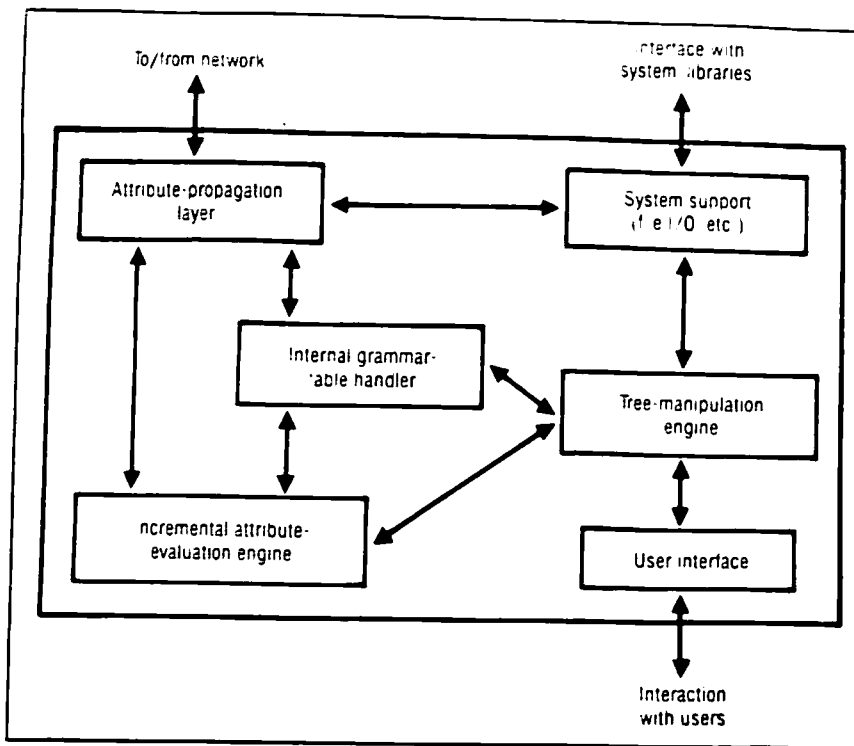 To/from network
Interface with
system libraries
Attribute-propagation
layer
System support
(file I/O, etc.)
Internal grammar-
table handler
Tree-manipulation
engine
Incremental attribute-
evaluation engine
User interface
Interaction
with users